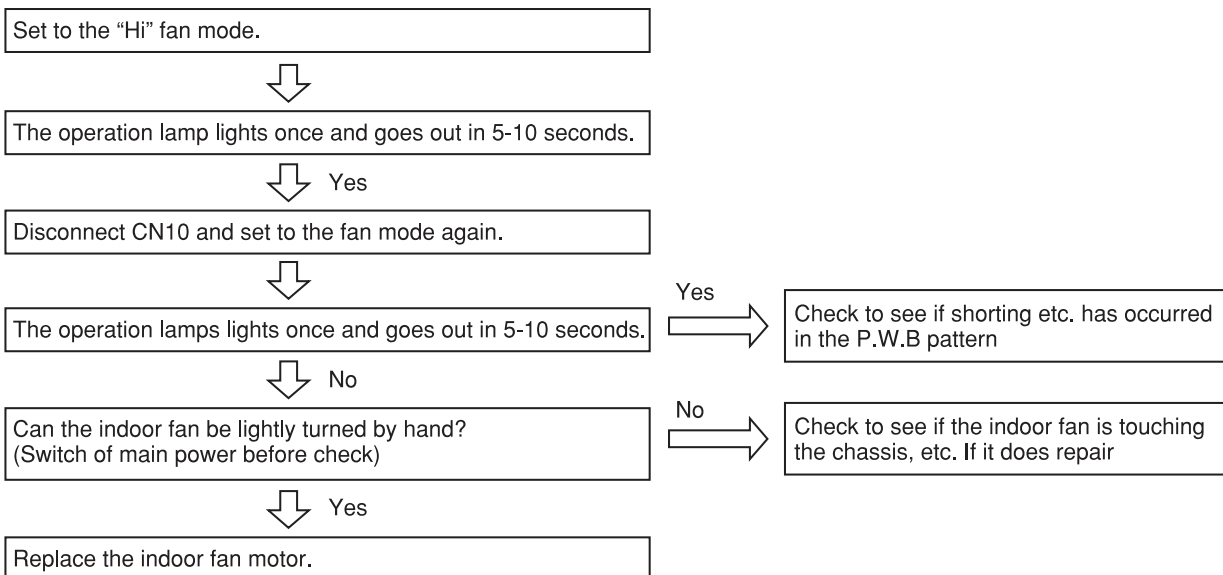 Set to the “Hi” fan mode.
The operation lamp lights once and goes out in 5-10 seconds.
Yes
Disconnect CN10 and set to the fan mode again.
The operation lamps lights once and goes out in 5-10 seconds.
Yes
Check to see if shorting etc. has occurred
in the P.W.B pattern
No
Can the indoor fan be lightly turned by hand?
(Switch of main power before check)
No
Check to see if the indoor fan is touching
the chassis, etc. If it does repair
Yes
Replace the indoor fan motor.